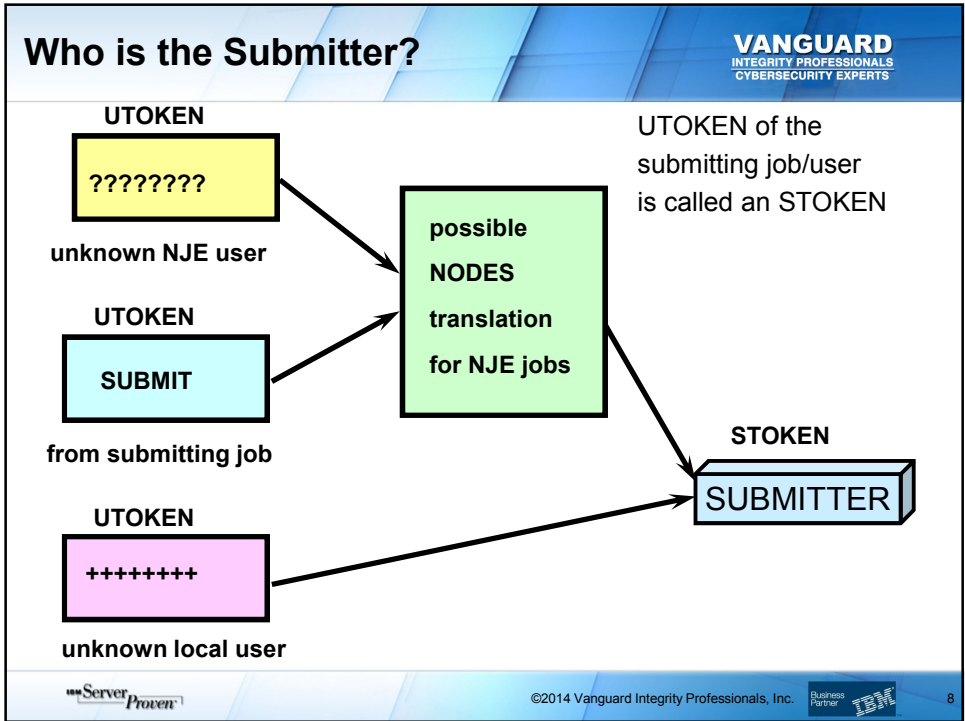 Who is the Submitter?
VANGUARD
INTEGRITY PROFESSIONALS
CYBERSECURITY EXPERTS
UTOKEN
????????
unknown NJE user
UTOKEN
SUBMIT
from submitting job
UTOKEN
++++++++
unknown local user
possible
NODES
translation
for NJE jobs
UTOKEN of the
submitting job/user
is called an STOKEN
STOKEN
SUBMITTER
IBM Server Proven
©2014 Vanguard Integrity Professionals, Inc.
Business
Partner
IBM
8